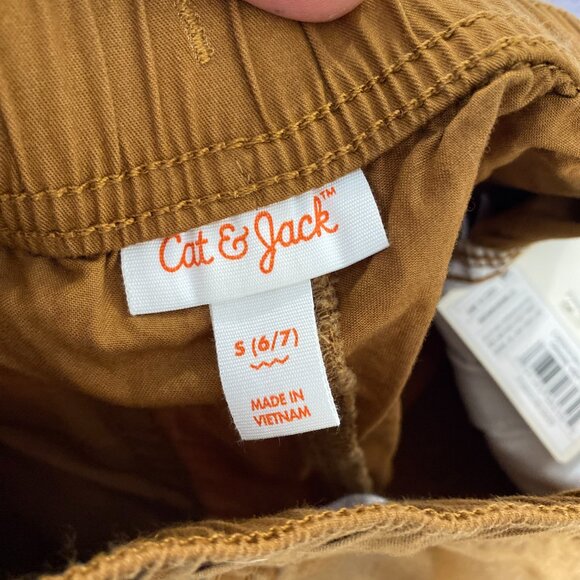 Cat & Jack™
S (6/7)
MADE IN
VIETNAM